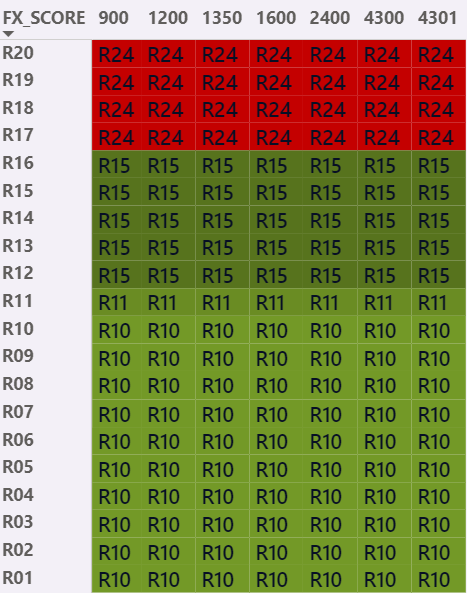 FX_SCORE 900 1200 1350 1600 2400 4300 4301
R20 R24 R24 R24 R24 R24 R24 R24
R19 R24 R24 R24 R24 R24 R24 R24
R18 R24 R24 R24 R24 R24 R24 R24
R17 R24 R24 R24 R24 R24 R24 R24
R16 R15 R15 R15 R15 R15 R15 R15
R15 R15 R15 R15 R15 R15 R15 R15
R14 R15 R15 R15 R15 R15 R15 R15
R13 R15 R15 R15 R15 R15 R15 R15
R12 R15 R15 R15 R15 R15 R15 R15
R11 R11 R11 R11 R11 R11 R11 R11
R10 R10 R10 R10 R10 R10 R10 R10
R09 R10 R10 R10 R10 R10 R10 R10
R08 R10 R10 R10 R10 R10 R10 R10
R07 R10 R10 R10 R10 R10 R10 R10
R06 R10 R10 R10 R10 R10 R10 R10
R05 R10 R10 R10 R10 R10 R10 R10
R04 R10 R10 R10 R10 R10 R10 R10
R03 R10 R10 R10 R10 R10 R10 R10
R02 R10 R10 R10 R10 R10 R10 R10
R01 R10 R10 R10 R10 R10 R10 R10